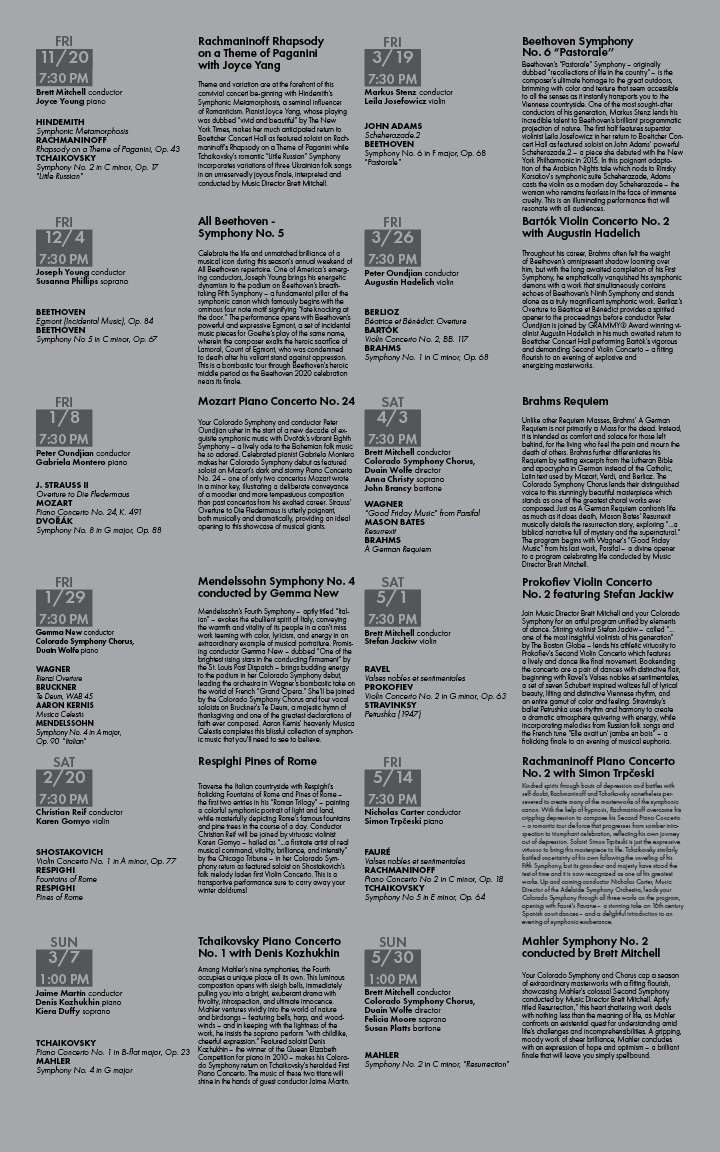 FRI
11/20
7:30 PM
Brett Mitchell conductor
Joyce Young piano
HINDEMITH
Symphonic Metamorphosis
RACHMANINOFF
Rhapsody on a Theme of Paganini, Op. 43
TCHAIKOVSKY
Symphony No. 2 in C minor, Op. 17
"Little Russian"
Rachmaninoff Rhapsody
on a Theme of Paganini
with Joyce Yang
Theme and variation are at the forefront of this
convivial concert be-ginning with Hindemith's
Symphonic Metamorphosis, a seminal influencer
of Romanticism. Pianist Joyce Yang, whose playing
was dubbed "vivid and beautiful" by The New
York Times, makes her much anticipated return to
Boettcher Concert Hall as featured soloist on Rach-
maninoff's Rhapsody on a Theme of Paganini while
Tchaikovsky's romantic "Little Russian" Symphony
incorporates variations of three Ukrainian folk songs
in an unreservedly joyous finale, interpreted and
conducted by Music Director Brett Mitchell.
FRI
12/4
7:30 PM
Joseph Young conductor
Susanna Phillips soprano
BEETHOVEN
Egmont (Incidental Music), Op. 84
BEETHOVEN
Symphony No 5 in C minor, Op. 67
All Beethoven -
Symphony No. 5
Celebrate the life and unmatched brilliance of a
musical icon during this season's annual weekend of
All Beethoven repertoire. One of America's emerg-
ing conductors, Joseph Young brings his energetic
dynamism to the podium on Beethoven's breath-
taking Fifth Symphony – a fundamental pillar of the
symphonic canon which famously begins with the
ominous four note motif signifying "fate knocking at
the door." The performance opens with Beethoven's
powerful and expressive Egmont, a set of incidental
music pieces for Goethe's play of the same name,
wherein the composer exalts the heroic sacrifice of
Lamoral, Count of Egmont, who was condemned
to death after his valiant stand against oppression.
This is a bombastic tour through Beethoven's heroic
middle period as the Beethoven 2020 celebration
nears its finale.
FRI
1/8
7:30 PM
Peter Oundjian conductor
Gabriela Montero piano
J. STRAUSS II
Overture to Die Fledermaus
MOZART
Piano Concerto No. 24, K. 491
DVOŘÁK
Symphony No. 8 in G major, Op. 88
Mozart Piano Concerto No. 24
Your Colorado Symphony and conductor Peter
Oundjian usher in the start of a new decade of ex-
quisite symphonic music with Dvořák's vibrant Eighth
Symphony – a lively ode to the Bohemian folk music
he so adored. Celebrated pianist Gabriela Montero
makes her Colorado Symphony debut as featured
soloist on Mozart's dark and stormy Piano Concerto
No. 24 – one of only two concertos Mozart wrote
in a minor key, illustrating a deliberate conveyance
of a moodier and more tempestuous composition
than past concertos from his exalted career. Strauss'
Overture to Die Fledermaus is utterly poignant,
both musically and dramatically, providing an ideal
opening to this showcase of musical giants.
FRI
1/29
7:30 PM
Gemma New conductor
Colorado Symphony Chorus,
Duain Wolfe piano
WAGNER
Rienzi Overture
BRUCKNER
Te Deum, WAB 45
AARON KERNIS
Musica Celestis
MENDELSSOHN
Symphony No. 4 in A major,
Op. 90 "Italian"
Mendelssohn Symphony No. 4
conducted by Gemma New
Mendelssohn's Fourth Symphony – aptly titled "Ital-
ian" – evokes the ebullient spirit of Italy, conveying
the warmth and vitality of its people in a can't miss
work teeming with color, lyricism, and energy in an
extraordinary example of musical portraiture. Promis-
ing conductor Gemma New – dubbed "One of the
brightest rising stars in the conducting firmament" by
the St. Louis Post Dispatch – brings budding energy
to the podium in her Colorado Symphony debut,
leading the orchestra in Wagner's bombastic take on
the world of French "Grand Opera." She'll be joined
by the Colorado Symphony Chorus and four vocal
soloists on Bruckner's Te Deum, a majestic hymn of
thanksgiving and one of the greatest declarations of
faith ever composed. Aaron Kernis' heavenly Musica
Celestis completes this blissful collection of symphon-
ic music that you'll need to see to believe.
SAT
2/20
7:30 PM
Christian Reif conductor
Karen Gomyo violin
SHOSTAKOVICH
Violin Concerto No. 1 in A minor, Op. 77
RESPIGHI
Fountains of Rome
RESPIGHI
Pines of Rome
Respighi Pines of Rome
Traverse the Italian countryside with Respighi's
frolicking Fountains of Rome and Pines of Rome –
the first two entries in his "Roman Trilogy" – painting
a colorful symphonic portrait of light and land,
while masterfully depicting Rome's famous fountains
and pine trees in the course of a day. Conductor
Christian Reif will be joined by virtuosic violinist
Karen Gomyo – hailed as "...a firstrate artist of real
musical command, vitality, brilliance, and intensity"
by the Chicago Tribune – in her Colorado Sym-
phony return as featured soloist on Shostakovich's
folk melody laden first Violin Concerto. This is a
transportive performance sure to carry away your
winter doldrums!
SUN
3/7
1:00 PM
Jaime Martín conductor
Denis Kozhukhin piano
Kiera Duffy soprano
TCHAIKOVSKY
Piano Concerto No. 1 in B-flat major, Op. 23
MAHLER
Symphony No. 4 in G major
Tchaikovsky Piano Concerto
No. 1 with Denis Kozhukhin
Among Mahler's nine symphonies, the Fourth
occupies a unique place all its own. This luminous
composition opens with sleigh bells, immediately
pulling you into a bright, exuberant drama with
frivolity, introspection, and ultimate innocence.
Mahler ventures vividly into the world of nature
and birdsongs – featuring bells, harp, and wood-
winds – and in keeping with the lightness of the
work, he insists the soprano perform "with childlike,
cheerful expression." Featured soloist Denis
Kozhukhin – the winner of the Queen Elizabeth
Competition for piano in 2010 – makes his Colora-
do Symphony return on Tchaikovsky's heralded First
Piano Concerto. The music of these two titans will
shine in the hands of guest conductor Jaime Martín.
FRI
3/19
7:30 PM
Markus Stenz conductor
Leila Josefowicz violin
JOHN ADAMS
Scheherazade.2
BEETHOVEN
Symphony No. 6 in F major, Op. 68
"Pastorale"
Beethoven Symphony
No. 6 "Pastorale"
Beethoven's "Pastorale" Symphony – originally
dubbed "recollections of life in the country" – is the
composer's ultimate homage to the great outdoors,
brimming with color and texture that seem accessible
to all the senses as it instantly transports you to the
Viennese countryside. One of the most sought-after
conductors of his generation, Markus Stenz lends his
incredible talent to Beethoven's brilliant programmatic
projection of nature. The first half features superstar
violinist Leila Josefowicz in her return to Boettcher Con-
cert Hall as featured soloist on John Adams' powerful
Scheherazade.2 – a piece she debuted with the New
York Philharmonic in 2015. In this poignant adapta-
tion of the Arabian Nights tale which nods to Rimsky
Korsakov's symphonic suite Scheherazade, Adams
casts the violin as a modern day Scheherazade – the
woman who remains fearless in the face of immense
cruelty. This is an illuminating performance that will
resonate with all audiences.
FRI
3/26
7:30 PM
Peter Oundjian conductor
Augustin Hadelich violin
BERLIOZ
Béatrice et Bénédict: Overture
BARTÓK
Violin Concerto No. 2, BB. 117
BRAHMS
Symphony No. 1 in C minor, Op. 68
Bartók Violin Concerto No. 2
with Augustin Hadelich
Throughout his career, Brahms often felt the weight
of Beethoven's omnipresent shadow looming over
him, but with the long awaited completion of his First
Symphony, he emphatically vanquished his symphonic
demons with a work that simultaneously contains
echoes of Beethoven's Ninth Symphony and stands
alone as a truly magnificent symphonic work. Berlioz's
Overture to Béatrice et Bénédict provides a spirited
opener to the proceedings before conductor Peter
Oundjian is joined by GRAMMY® Award winning vi-
olinist Augustin Hadelich in his much awaited return to
Boettcher Concert Hall performing Bartók's vigorous
and demanding Second Violin Concerto – a fitting
flourish to an evening of explosive and
energizing masterworks.
SAT
4/3
7:30 PM
Brett Mitchell conductor
Colorado Symphony Chorus,
Duain Wolfe director
Anna Christy soprano
John Brancy baritone
WAGNER
"Good Friday Music" from Parsifal
MASON BATES
Resurrexit
BRAHMS
A German Requiem
Brahms Requiem
Unlike other Requiem Masses, Brahms' A German
Requiem is not primarily a Mass for the dead. Instead,
it is intended as comfort and solace for those left
behind, for the living who feel the pain and mourn the
death of others. Brahms further differentiates his
Requiem by setting excerpts from the Lutheran Bible
and apocrypha in German instead of the Catholic,
Latin text used by Mozart, Verdi, and Berlioz. The
Colorado Symphony Chorus lends their distinguished
voice to this stunningly beautiful masterpiece which
stands as one of the greatest choral works ever
composed. Just as A German Requiem confronts life
as much as it does death, Mason Bates' Resurrexit
musically details the resurrection story, exploring "...a
biblical narrative full of mystery and the supernatural."
The program begins with Wagner's "Good Friday
Music" from his last work, Parsifal – a divine opener
to a program celebrating life conducted by Music
Director Brett Mitchell.
SAT
5/1
7:30 PM
Brett Mitchell conductor
Stefan Jackiw violin
RAVEL
Valses nobles et sentimentales
PROKOFIEV
Violin Concerto No. 2 in G minor, Op. 63
STRAVINSKY
Petrushka (1947)
Prokofiev Violin Concerto
No. 2 featuring Stefan Jackiw
Join Music Director Brett Mitchell and your Colorado
Symphony for an artful program unified by elements
of dance. Stirring violinist Stefan Jackiw – called "...
one of the most insightful violinists of his generation"
by The Boston Globe – lends his athletic virtuosity to
Prokofiev's Second Violin Concerto which features
a lively and dance like final movement. Bookending
the concerto are a pair of dances with distinctive flair,
beginning with Ravel's Valses nobles et sentimentales,
a set of seven Schubert inspired waltzes full of lyrical
beauty, lifting and distinctive Viennese rhythm, and
an entire gamut of color and feeling. Stravinsky's
ballet Petrushka uses rhythm and harmony to create
a dramatic atmosphere quivering with energy, while
incorporating melodies from Russian folk songs and
the French tune "Elle avait un' jambe en bois" – a
frolicking finale to an evening of musical euphoria.
FRI
5/14
7:30 PM
Nicholas Carter conductor
Simon Trpčeski piano
FAURÉ
Valses nobles et sentimentales
RACHMANINOFF
Piano Concerto No 2 in C minor, Op. 18
TCHAIKOVSKY
Symphony No 5 in E minor, Op. 64
Rachmaninoff Piano Concerto
No. 2 with Simon Trpčeski
Kindred spirits through bouts of depression and battles with
self doubt, Rachmaninoff and Tchaikovsky nonetheless per-
severed to create many of the masterworks of the symphonic
canon. With the help of hypnosis, Rachmaninoff overcame his
crippling depression to compose his Second Piano Concerto
– a romantic tour de force that progresses from somber intro-
spection to triumphant celebration, reflecting his own journey
out of depression. Soloist Simon Trpčeski is just the expressive
virtuoso to bring this masterpiece to life. Tchaikovsky similarly
battled uncertainty of his own following the unveiling of his
Fifth Symphony, but its grandeur and majesty have stood the
test of time and it is now recognized as one of his greatest
works. Up and coming conductor Nicholas Carter, Music
Director of the Adelaide Symphony Orchestra, leads your
Colorado Symphony through all three works on the program,
opening with Fauré's Pavane – a stunning take on 16th century
Spanish court dances – and a delightful introduction to an
evening of symphonic exuberance.
SUN
5/30
1:00 PM
Brett Mitchell conductor
Colorado Symphony Chorus,
Duain Wolfe director
Felicia Moore soprano
Susan Platts baritone
MAHLER
Symphony No. 2 in C minor, "Resurrection"
Mahler Symphony No. 2
conducted by Brett Mitchell
Your Colorado Symphony and Chorus cap a season
of extraordinary masterworks with a fitting flourish,
showcasing Mahler's colossal Second Symphony
conducted by Music Director Brett Mitchell. Aptly
titled Resurrection," this heart shattering work deals
with nothing less than the meaning of life, as Mahler
confronts an existential quest for understanding amid
life's challenges and incomprehensibilities. A gripping,
moody work of sheer brilliance, Mahler concludes
with an expression of hope and optimism – a brilliant
finale that will leave you simply spellbound.